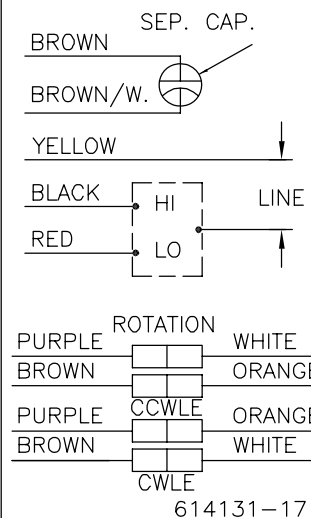 SEP. CAP.
BROWN
BROWN/W.
YELLOW
BLACK HI LINE
RED LO
ROTATION
PURPLE WHITE
BROWN ORANGE
CCWLE
PURPLE ORANGE
BROWN WHITE
CWLE
614131-17